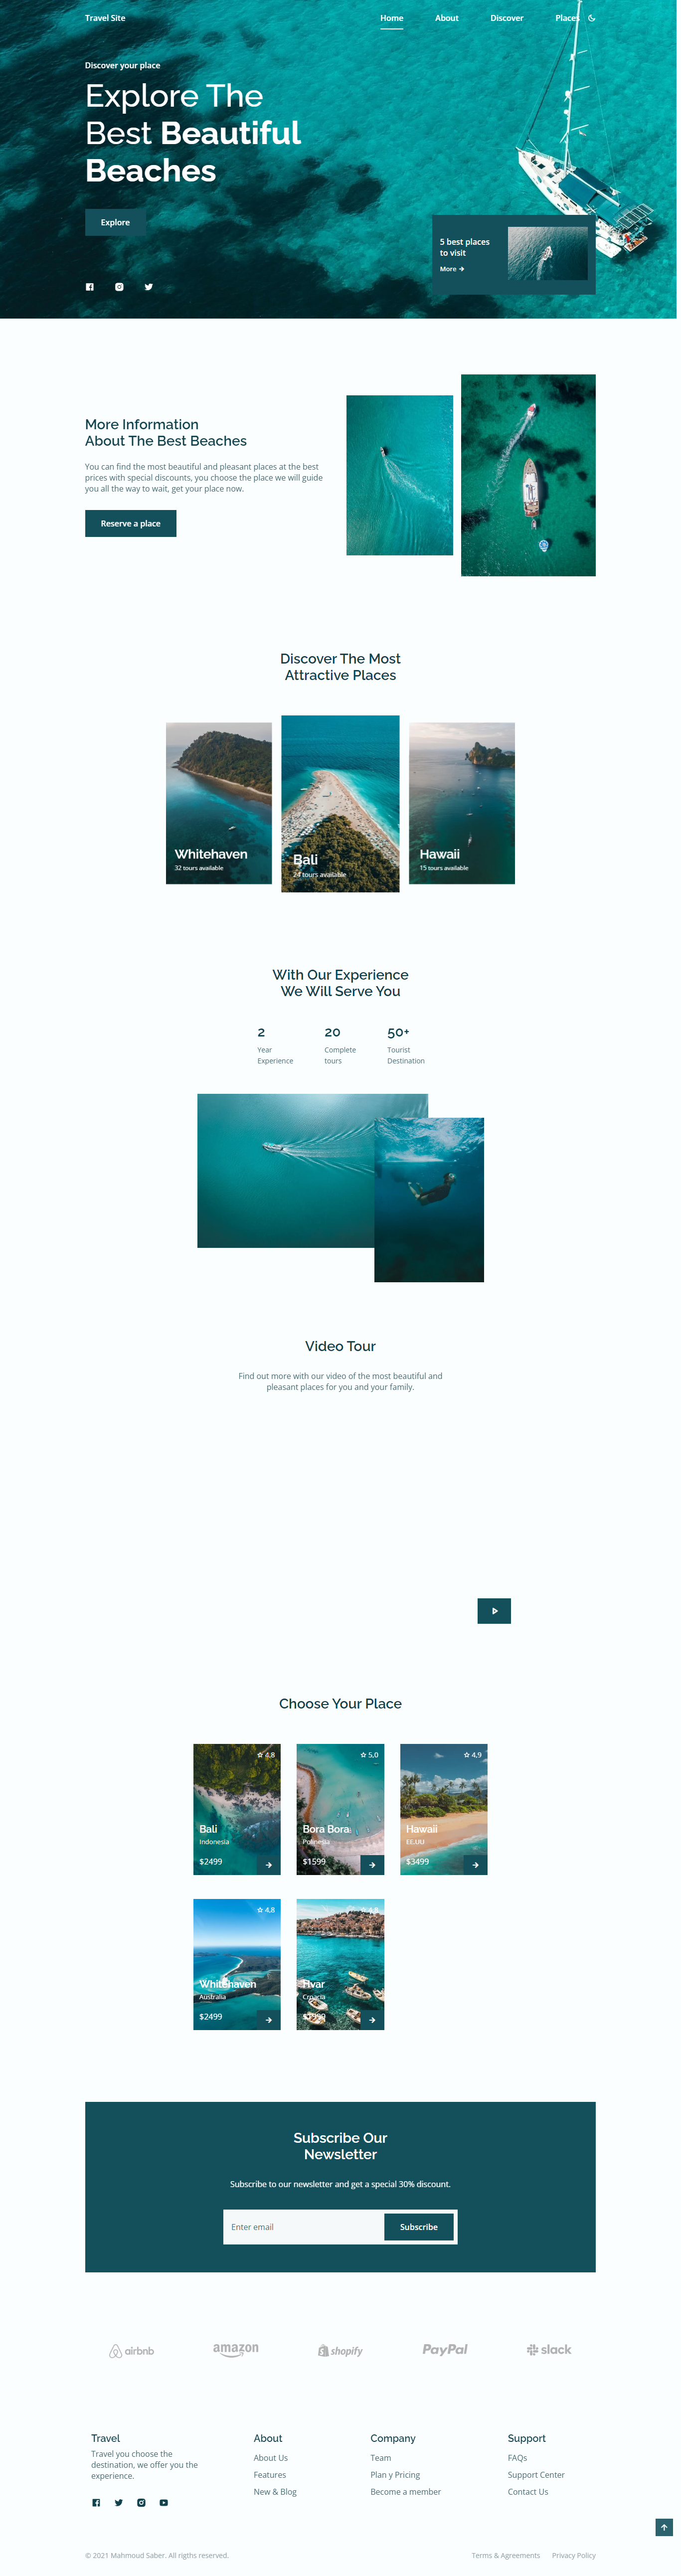 Travel Site
Home
About
Discover
Places
Discover your place
Explore The
Best Beautiful
Beaches
Explore
5 best places
to visit
More
More Information
About The Best Beaches
You can find the most beautiful and pleasant places at the best
prices with special discounts, you choose the place we will guide
you all the way to wait, get your place now.
Reserve a place
Discover The Most
Attractive Places
Whitehaven
32 tours available
Bali
24 tours available
Hawaii
15 tours available
With Our Experience
We Will Serve You
2
Year
Experience
20
Complete
tours
50+
Tourist
Destination
Video Tour
Find out more with our video of the most beautiful and
pleasant places for you and your family.
Choose Your Place
4,8
Bali
Indonesia
$2499
5,0
Bora Bora
Polinesia
$1599
4,9
Hawaii
EE.UU
$3499
4,8
Whitehaven
Australia
$2499
Hvar
Croacia
Subscribe Our
Newsletter
Subscribe to our newsletter and get a special 30% discount.
Enter email
Subscribe
airbnb
amazon
shopify
PayPal
slack
Travel
Travel you choose the
destination, we offer you the
experience.
About
About Us
Features
New & Blog
Company
Team
Plan y Pricing
Become a member
Support
FAQs
Support Center
Contact Us
© 2021 Mahmoud Saber. All rigths reserved.
Terms & Agreements
Privacy Policy